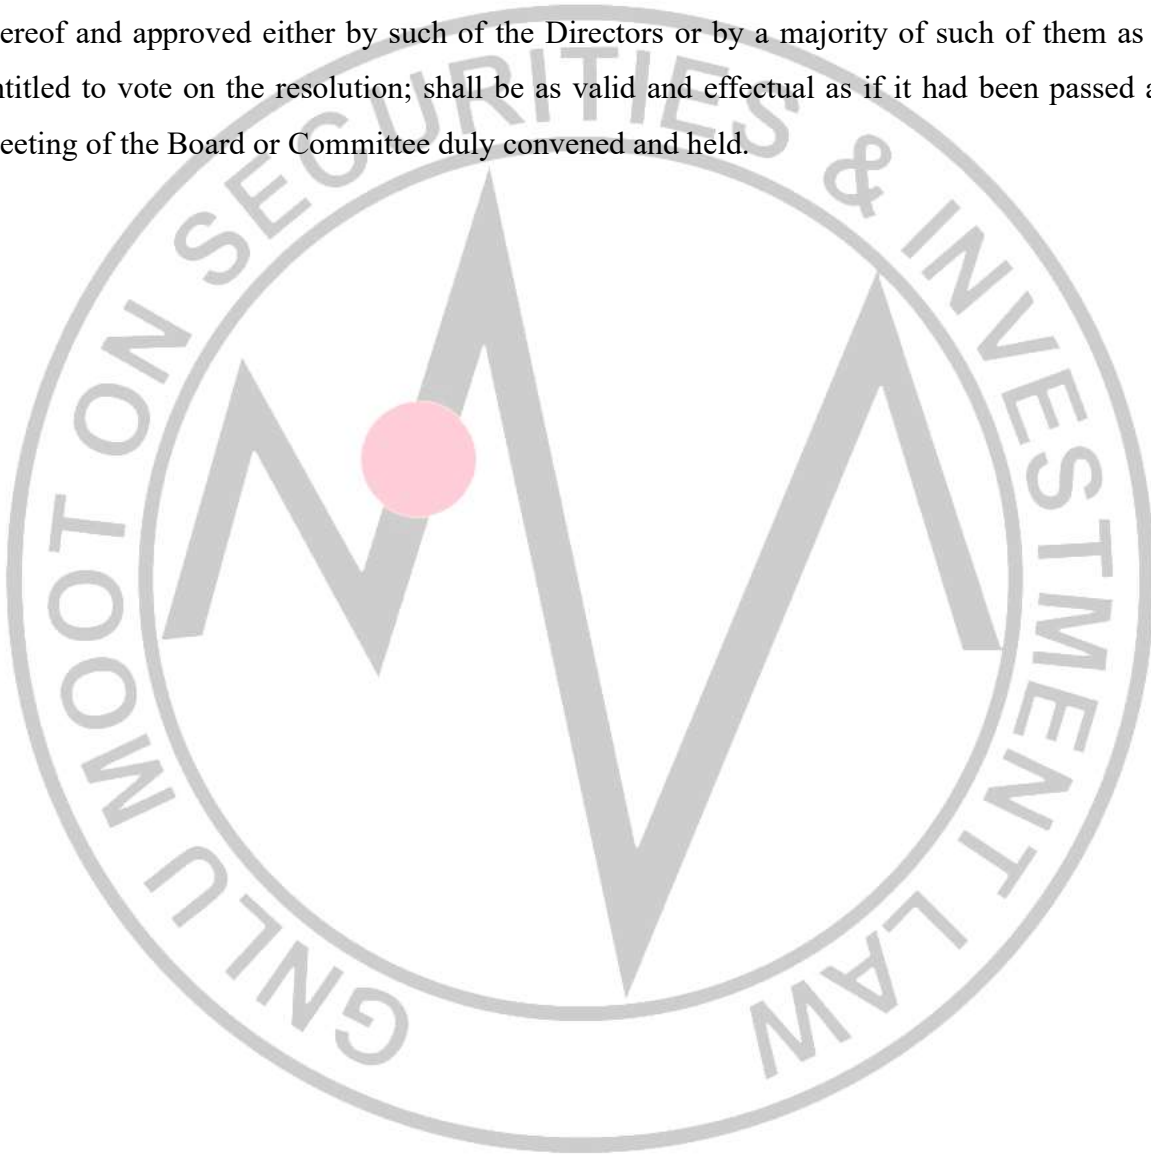 ereof and approved either by such of the Directors or by a majority of such of them as
ntitled to vote on the resolution; shall be as valid and effectual as if it had been passed a
eeting of the Board or Committee duly convened and held.
GNLU MOOT ON SECURITIES & INVESTMENT LAW